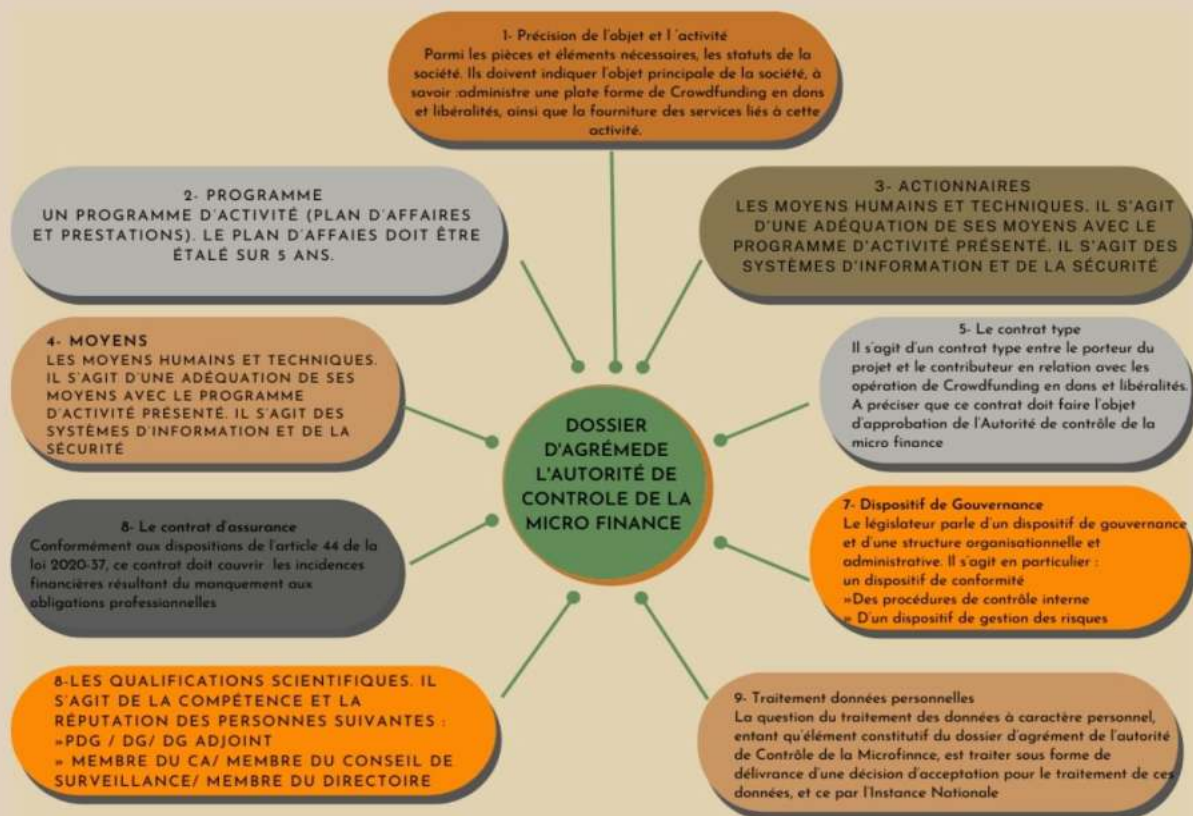 1- Précision de l'objet et l 'activité
Parmi les pièces et éléments nécessaires, les statuts de la
société. Ils doivent indiquer l'objet principale de la société, à
savoir :administre une plate forme de Crowdfunding en dons
et libéralités, ainsi que la fourniture des services liés à cette
activité.
2- PROGRAMME
UN PROGRAMME D'ACTIVITÉ (PLAN D'AFFAIRES
ET PRESTATIONS). LE PLAN D'AFFAIES DOIT ÊTRE
ÉTALÉ SUR 5 ANS.
3- ACTIONNAIRES
LES MOYENS HUMAINS ET TECHNIQUES. IL S'AGIT
D'UNE ADÉQUATION DE SES MOYENS AVEC LE
PROGRAMME D'ACTIVITÉ PRÉSENTÉ. IL S'AGIT DES
SYSTÈMES D'INFORMATION ET DE LA SÉCURITÉ
4- MOYENS
LES MOYENS HUMAINS ET TECHNIQUES.
IL S'AGIT D'UNE ADÉQUATION DE SES
MOYENS AVEC LE PROGRAMME
D'ACTIVITÉ PRÉSENTÉ. IL S'AGIT DES
SYSTÈMES D'INFORMATION ET DE LA
SÉCURITÉ
5- Le contrat type
Il s'agit d'un contrat type entre le porteur du
projet et le contributeur en relation avec les
opération de Crowdfunding en dons et libéralités.
A préciser que ce contrat doit faire l'objet
d'approbation de l'Autorité de contrôle de la
micro finance
DOSSIER
D'AGRÉMEDE
L'AUTORITÉ DE
CONTROLE DE LA
MICRO FINANCE
8- Le contrat d'assurance
Conformément aux dispositions de l'article 44 de la
loi 2020-37, ce contrat doit couvrir les incidences
financières résultant du manquement aux
obligations professionnelles
7- Dispositif de Gouvernance
Le législateur parle d'un dispositif de gouvernance
et d'une structure organisationnelle et
administrative. Il s'agit en particulier :
un dispositif de conformité
»Des procédures de contrôle interne
» D'un dispositif de gestion des risques
8-LES QUALIFICATIONS SCIENTIFIQUES. IL
S'AGIT DE LA COMPÉTENCE ET LA
RÉPUTATION DES PERSONNES SUIVANTES :
»PDG / DG/ DG ADJOINT
» MEMBRE DU CA/ MEMBRE DU CONSEIL DE
SURVEILLANCE/ MEMBRE DU DIRECTOIRE
9- Traitement données personnelles
La question du traitement des données à caractère personnel,
entant qu'élément constitutif du dossier d'agrément de l'autorité
de Contrôle de la Microfinnce, est traiter sous forme de
délivrance d'une décision d'acceptation pour le traitement de ces
données, et ce par l'Instance Nationale